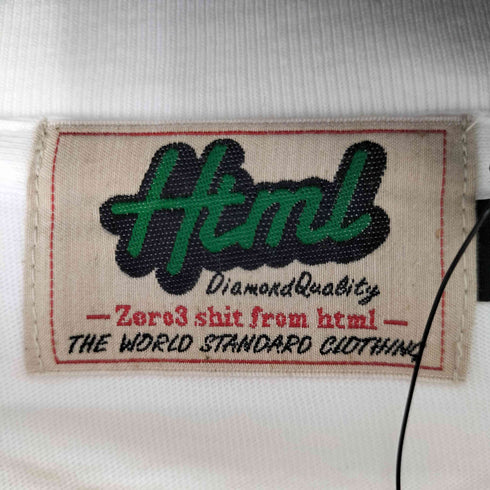 Html
DiamondQuality
— Zero3 shit from html —
THE WORLD STANDARD CLOTHING